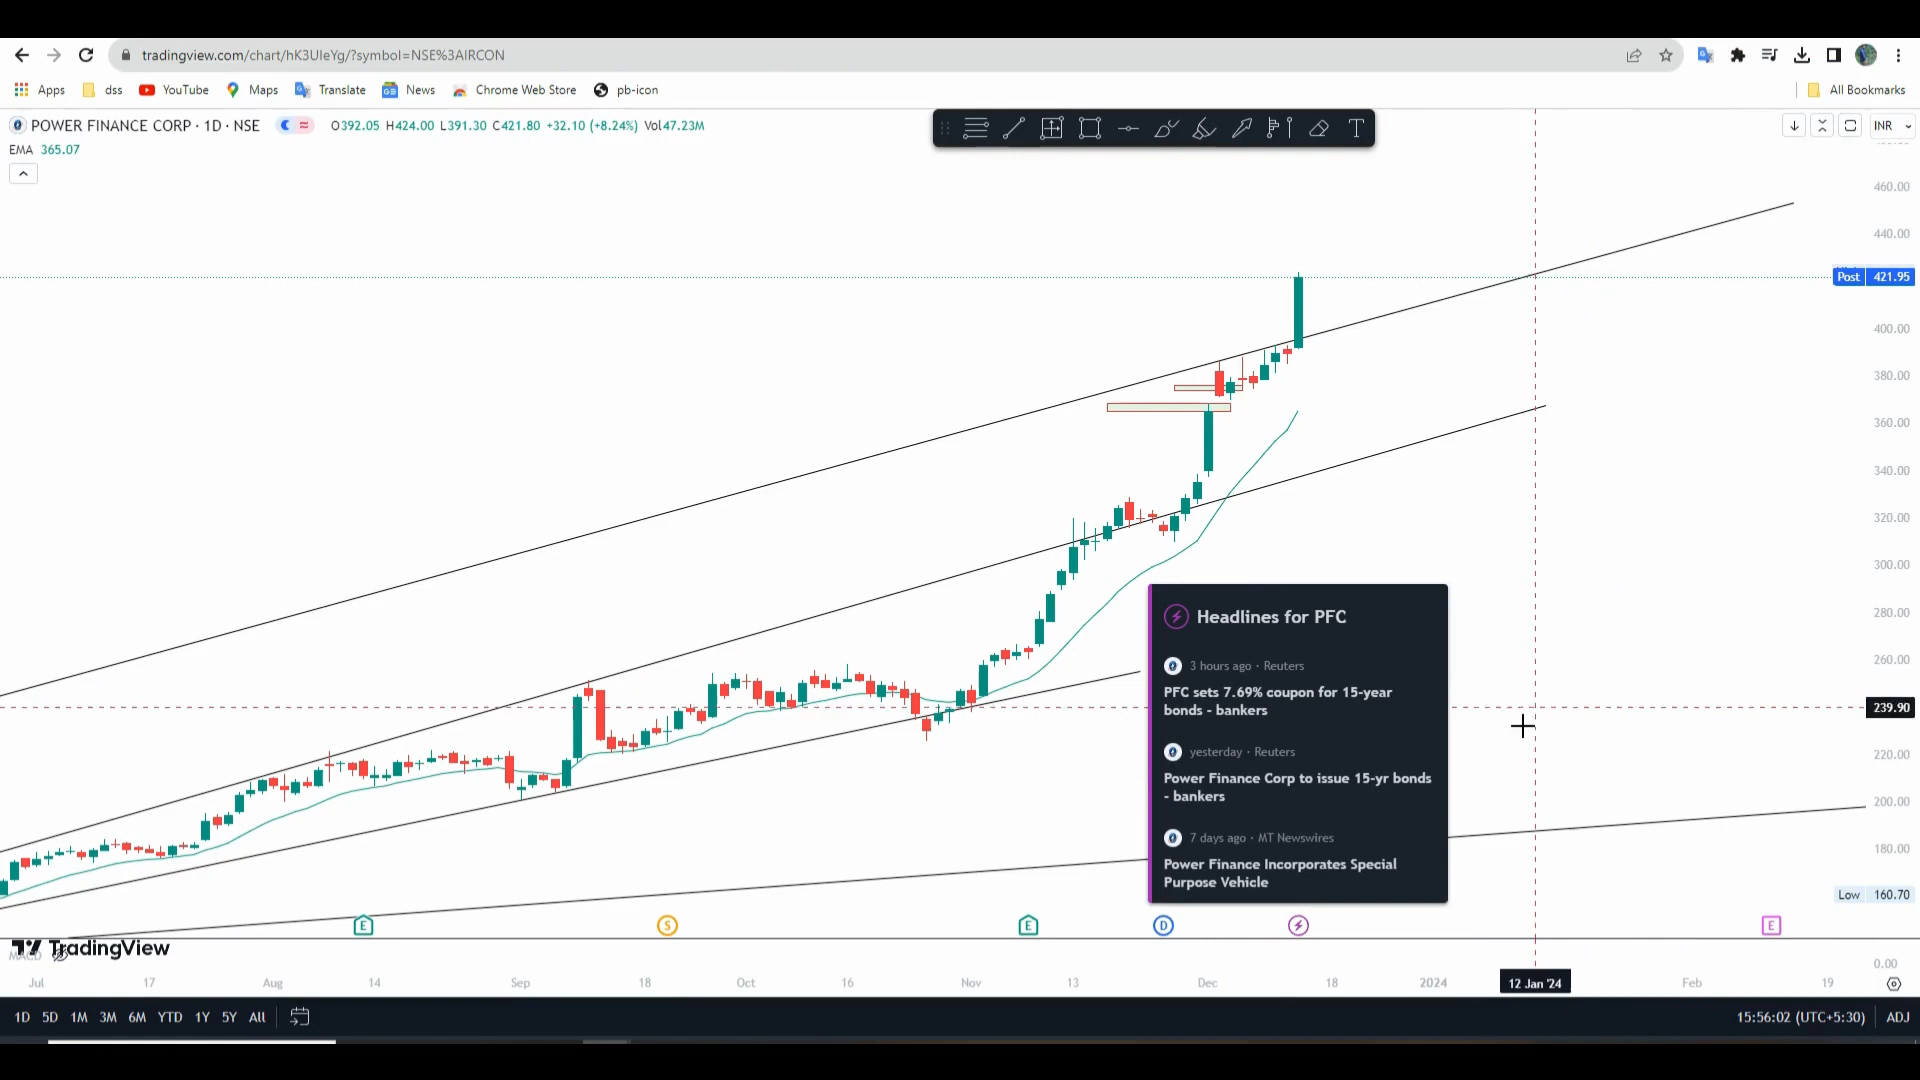 tradingview.com/chart/hK3UIeYg/?symbol=NSE%3AIRCON
Apps dss YouTube Maps Translate News Chrome Web Store pb-icon All Bookmarks
POWER FINANCE CORP · 1D · NSE O392.05 H424.00 L391.30 C421.80 +32.10 (+8.24%) Vol47.23M
INR
EMA 365.07
460.00
440.00
Post 421.95
400.00
380.00
360.00
340.00
320.00
300.00
280.00
260.00
239.90
220.00
200.00
180.00
Low 160.70
0.00
Headlines for PFC
3 hours ago · Reuters
PFC sets 7.69% coupon for 15-year
bonds - bankers
yesterday · Reuters
Power Finance Corp to issue 15-yr bonds
- bankers
7 days ago · MT Newswires
Power Finance Incorporates Special
Purpose Vehicle
E S E D E
TradingView
MACD
Jul 17 Aug 14 Sep 18 Oct 16 Nov 13 Dec 18 2024 12 Jan '24 Feb 19
1D 5D 1M 3M 6M YTD 1Y 5Y All 15:56:02 (UTC+5:30) ADJ